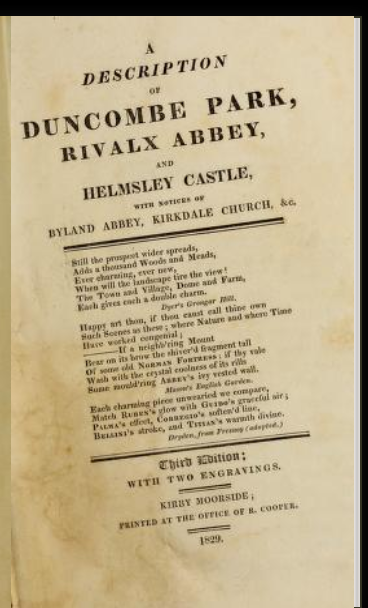 A
DESCRIPTION
OF
DUNCOMBE PARK,
RIVALX ABBEY,
AND
HELMSLEY CASTLE,
WITH NOTICES OF
BYLAND ABBEY, KIRKDALE CHURCH, &c.
Still the prospect wider spreads,
Adds a thousand Woods and Meads,
Ever charming, ever new,
When will the landscape tire the view!
The Town and Village, Dome and Farm,
Each gives each a double charm.
Dyer's Grongar Hill.
Happy art thou, if thou canst call thine own
Such Scenes as these; where Nature and where Time
Have worked congenial;
If a neighb'ring Mount
Bear on its brow the shiver'd fragment tall
Of some old NORMAN FORTRESS: if thy vale
Wash with the crystal coolness of its rills
Some mould'ring ABBEY's ivy vested wall.
Mason's English Garden.
Each charming piece unwearied we compare,
Match RUBEN's glow with GUIDO's graceful air;
PALMA's effect, CORREGIO's soften'd line,
BELLINI's stroke, and TITIAN's warmth divine.
Dryden, from Fresnoy (adapted.)
Third Edition;
WITH TWO ENGRAVINGS.
KIRBY MOORSIDE;
PRINTED AT THE OFFICE OF R. COOPER.
1829.